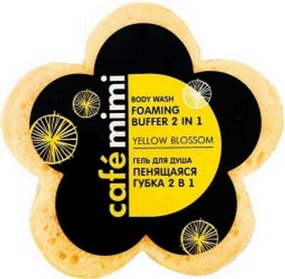 café mimi
BODY WASH
FOAMING
BUFFER 2 IN 1
YELLOW BLOSSOM
ГЕЛЬ ДЛЯ ДУША
ПЕНЯЩАЯСЯ
ГУБКА 2 В 1